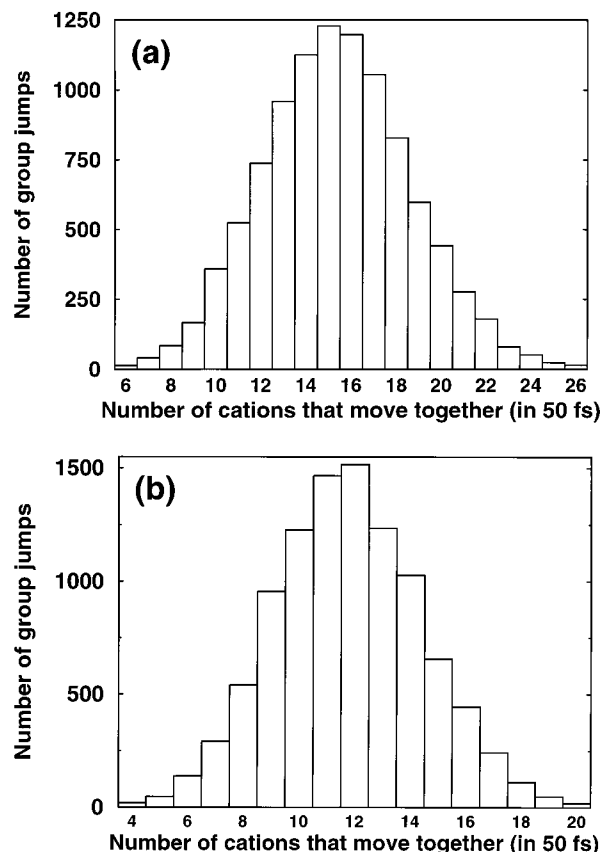 1250
(a)
1000
750
500
250
0
Number of group jumps
6 8 10 12 14 16 18 20 22 24 26
Number of cations that move together (in 50 fs)
1500
(b)
1000
500
0
Number of group jumps
4 6 8 10 12 14 16 18 20
Number of cations that move together (in 50 fs)